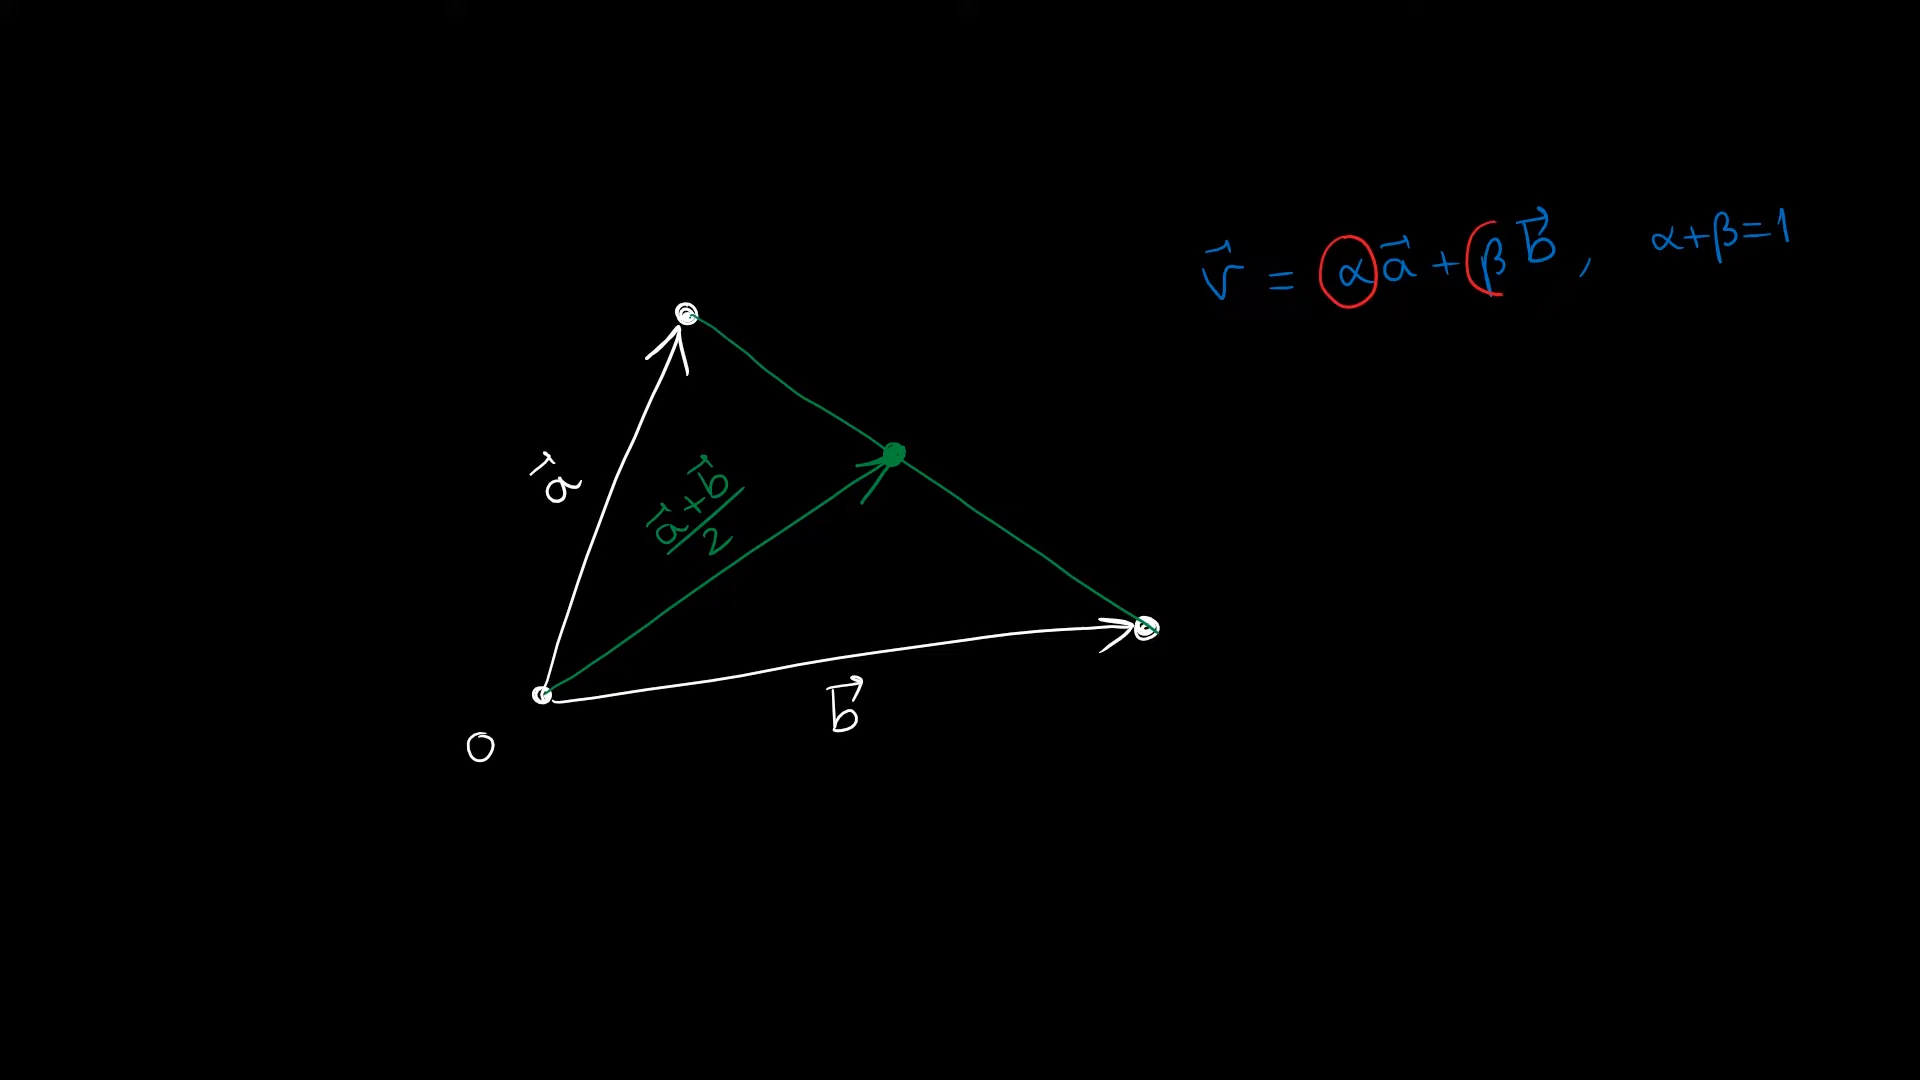 v⃗ = αa⃗ + βb⃗, α+β=1
a⃗
(a⃗+b⃗)/2
b⃗
O